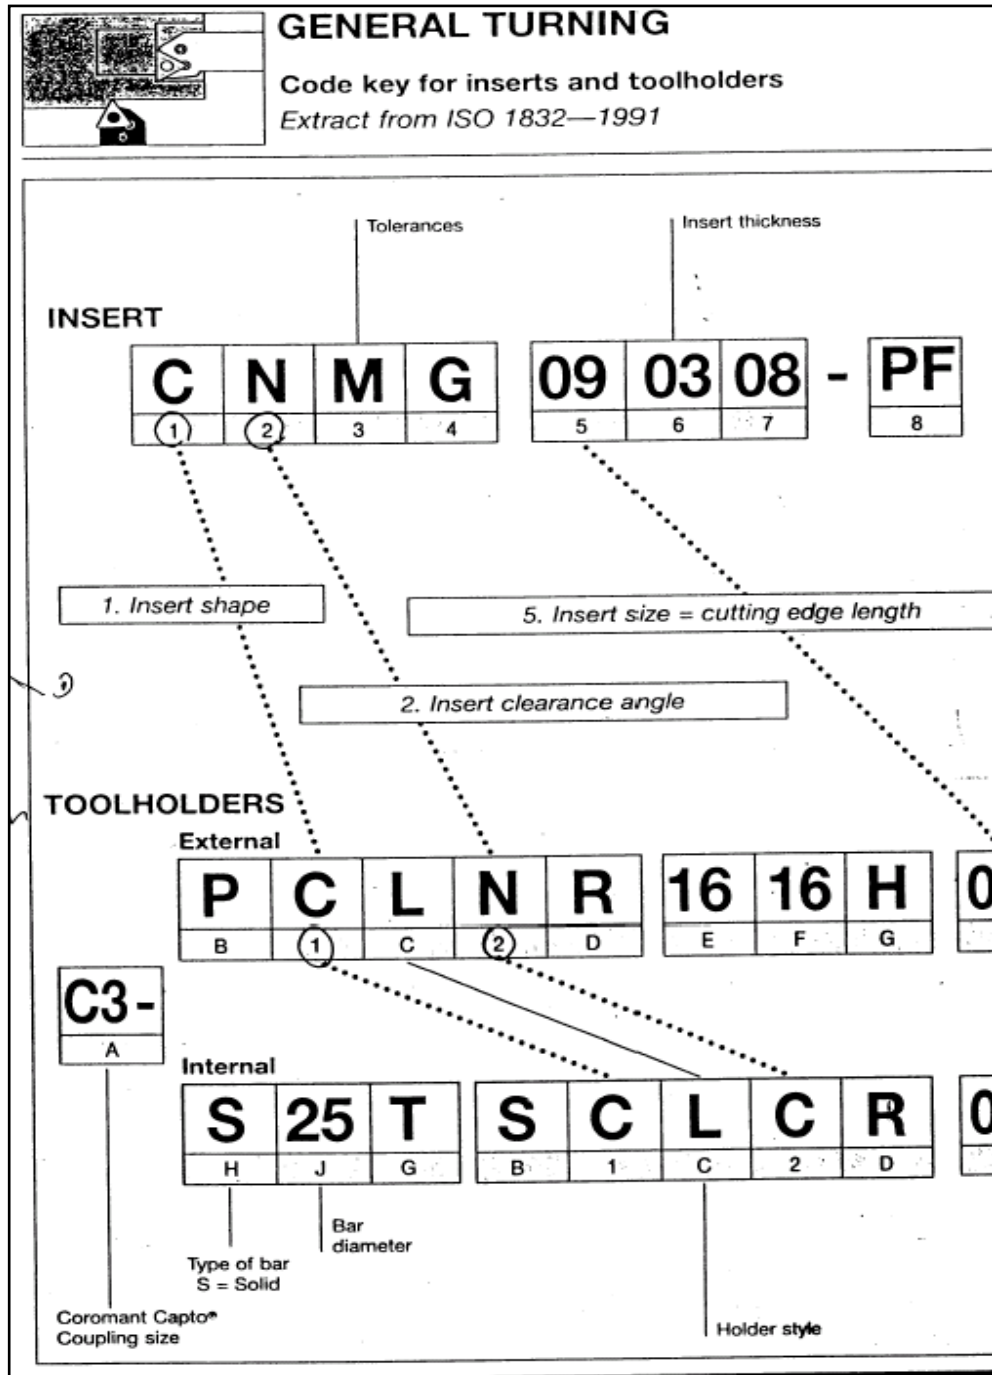 GENERAL TURNING
Code key for inserts and toolholders
Extract from ISO 1832—1991
Tolerances
Insert thickness
INSERT
C N M G 09 03 08 - PF
1 2 3 4 5 6 7 8
1. Insert shape
5. Insert size = cutting edge length
2. Insert clearance angle
TOOLHOLDERS
External
P C L N R 16 16 H 0
B 1 C 2 D E F G
C3-
A
Internal
S 25 T S C L C R 0
H J G B 1 C 2 D
Bar
diameter
Type of bar
S = Solid
Coromant Capto®
Coupling size
Holder style